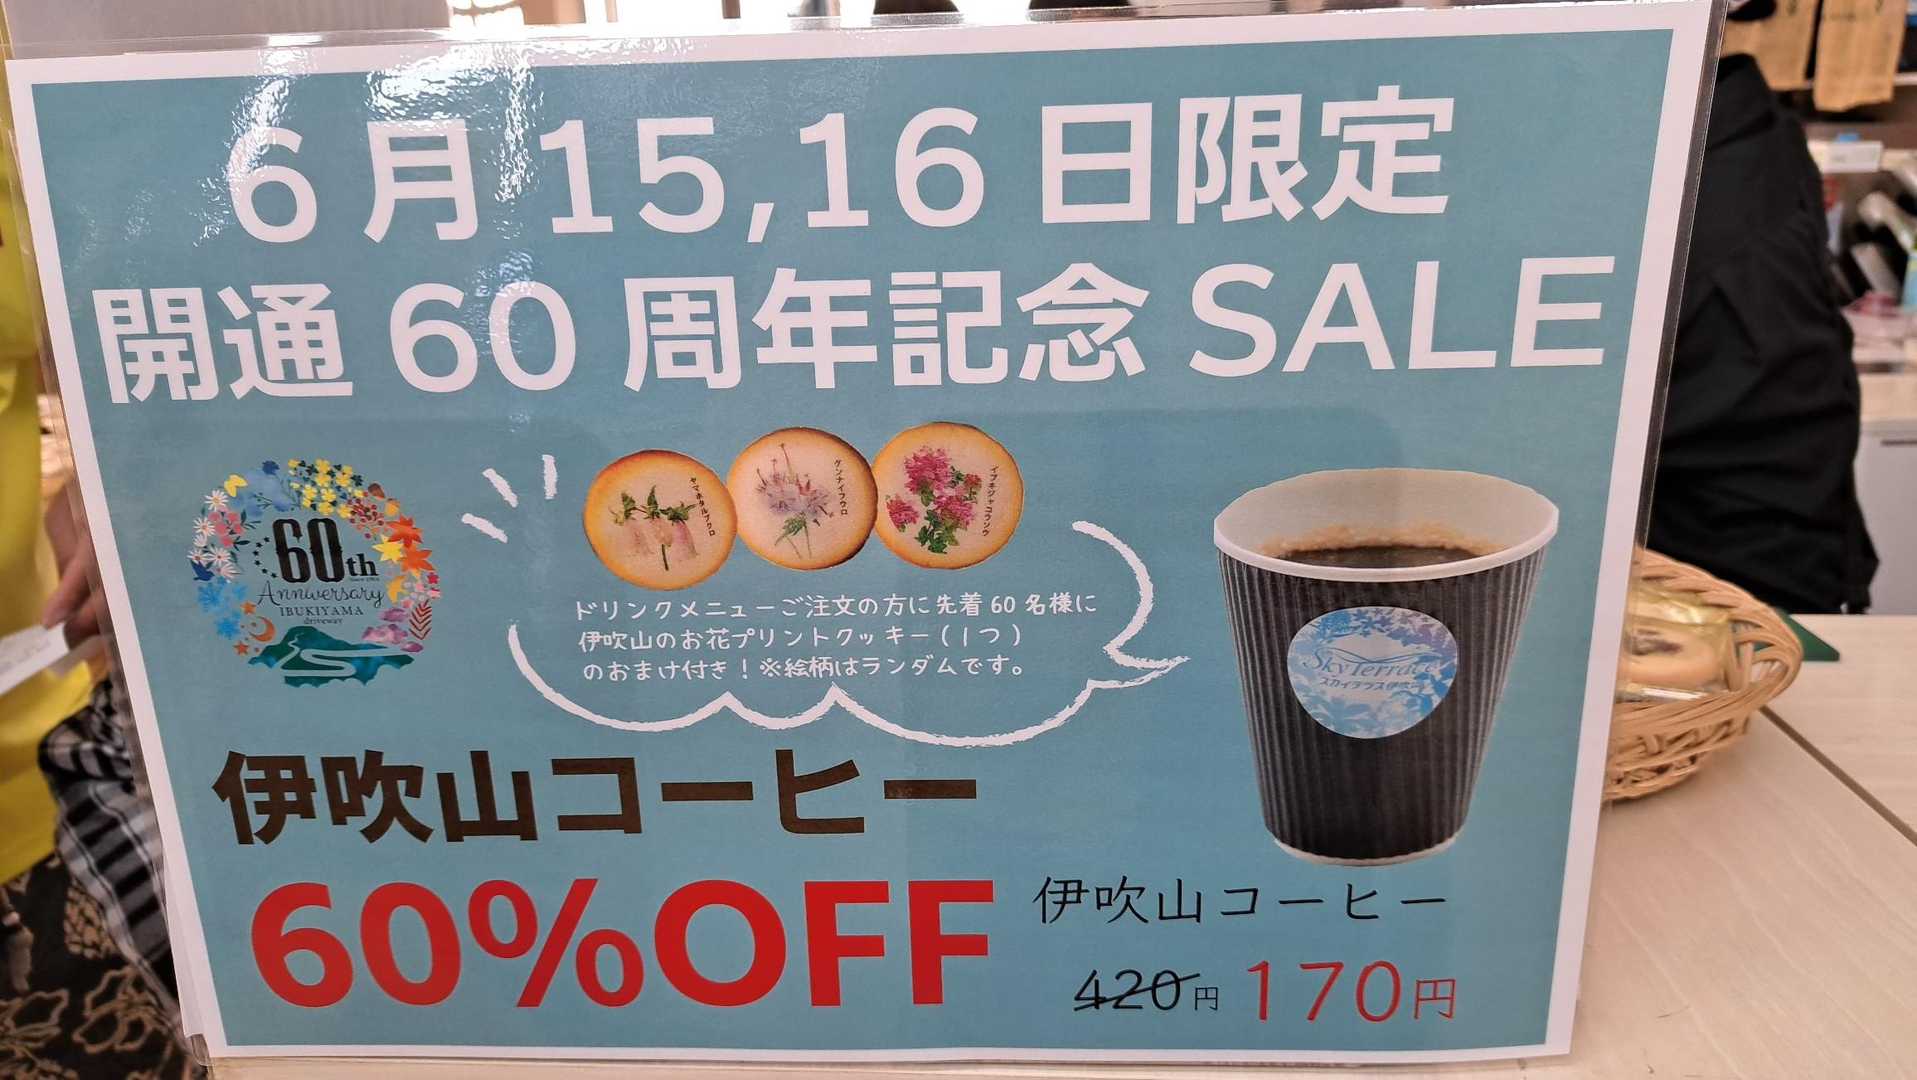 6月15,16日限定
開通60周年記念SALE
60th
Since 1965
Anniversary
IBUKIYAMA
driveway
ヤマホタルブクロ
グンナイフウロ
イブキジャコウソウ
ドリンクメニューご注文の方に先着60名様に
伊吹山のお花プリントクッキー(1つ)
のおまけ付き!※絵柄はランダムです。
Sky Terrace
スカイテラス伊吹山
伊吹山コーヒー
60%OFF
伊吹山コーヒー
420円 170円